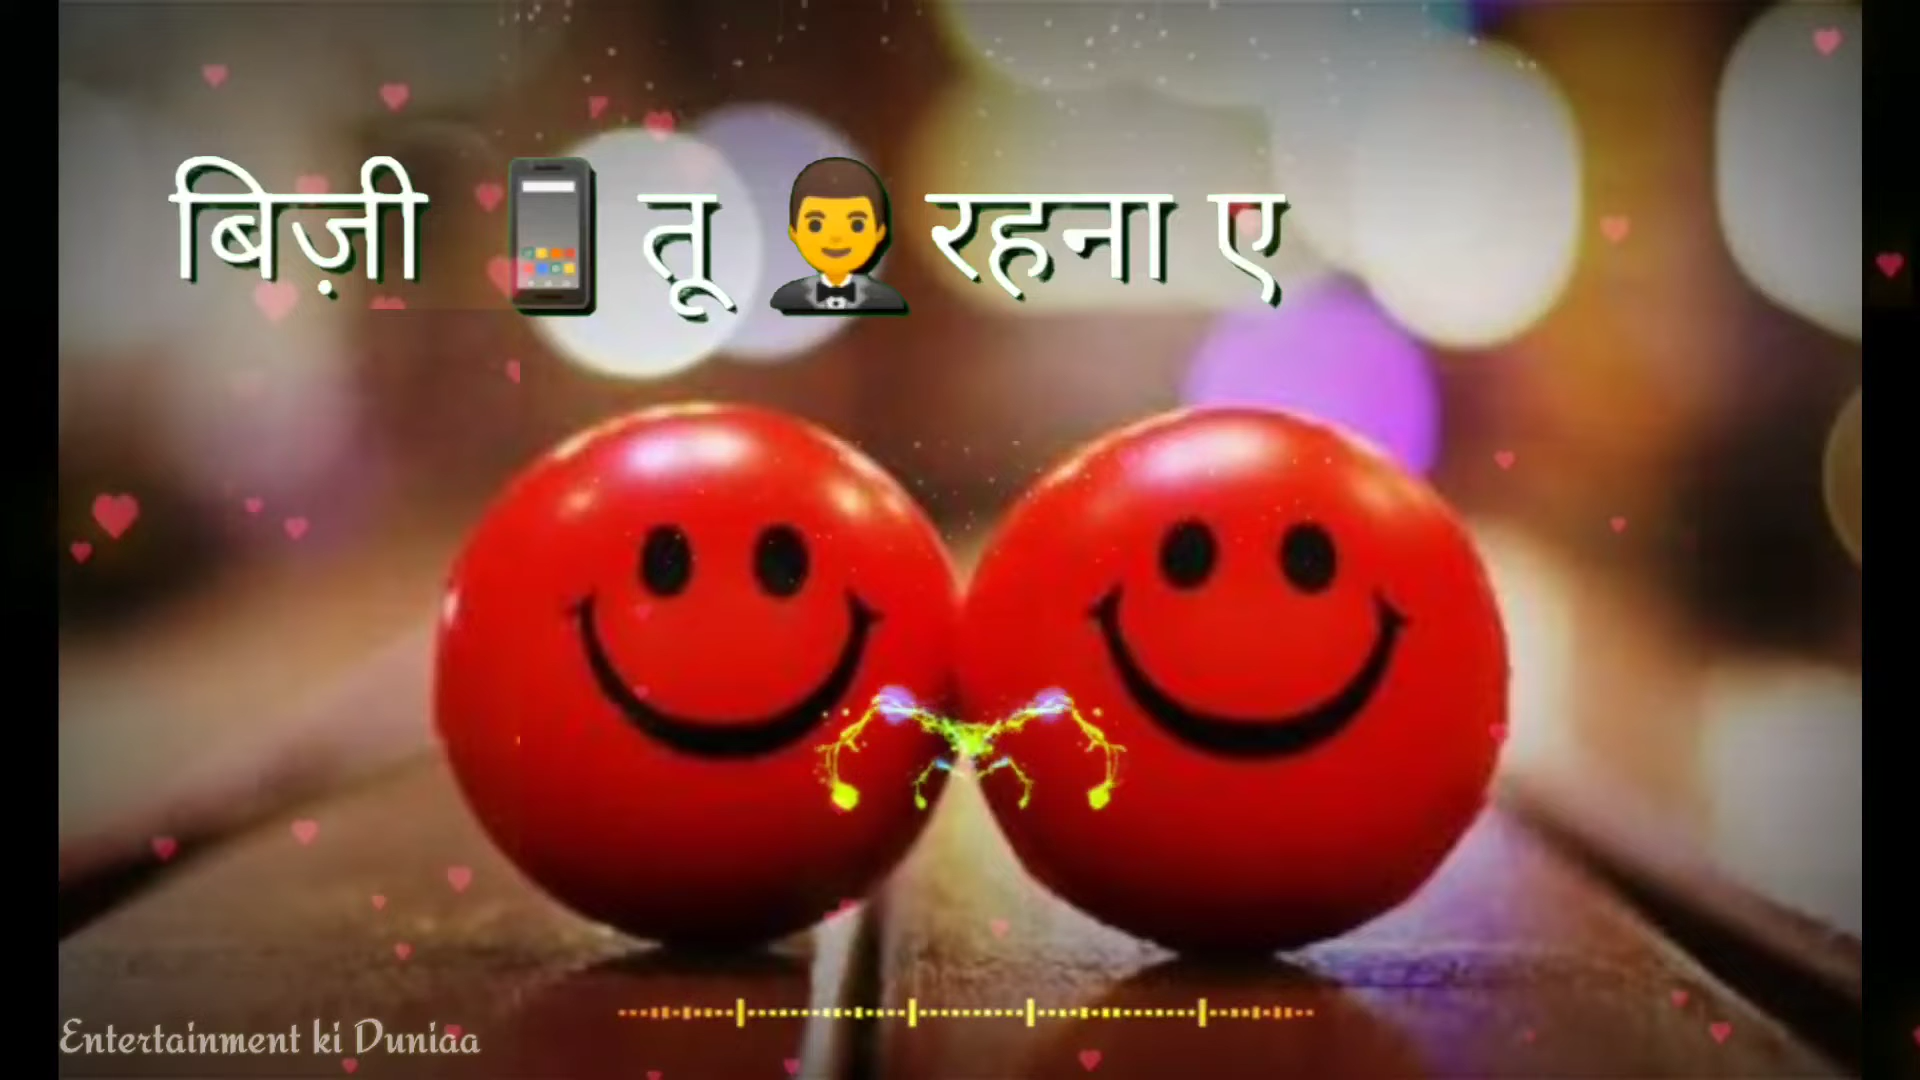 बिज़ी 📱 तू 🤵 रहना ए
Entertainment ki Duniaa